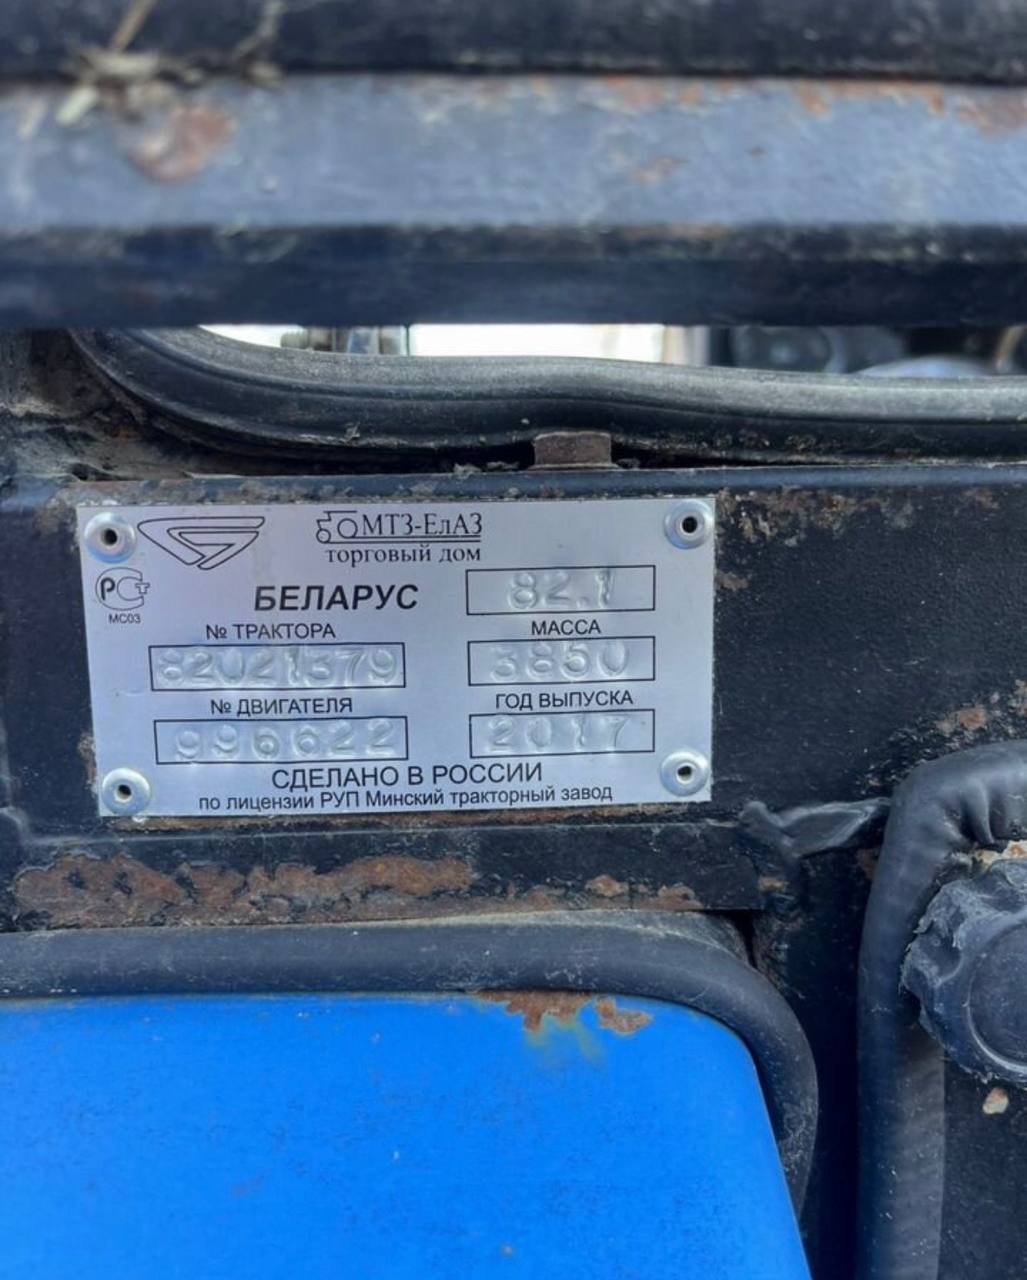 МТЗ-ЕлАЗ
торговый дом
РСТ
МС03
БЕЛАРУС 82.1
№ ТРАКТОРА МАССА
82021379 3850
№ ДВИГАТЕЛЯ ГОД ВЫПУСКА
996622 2017
СДЕЛАНО В РОССИИ
по лицензии РУП Минский тракторный завод